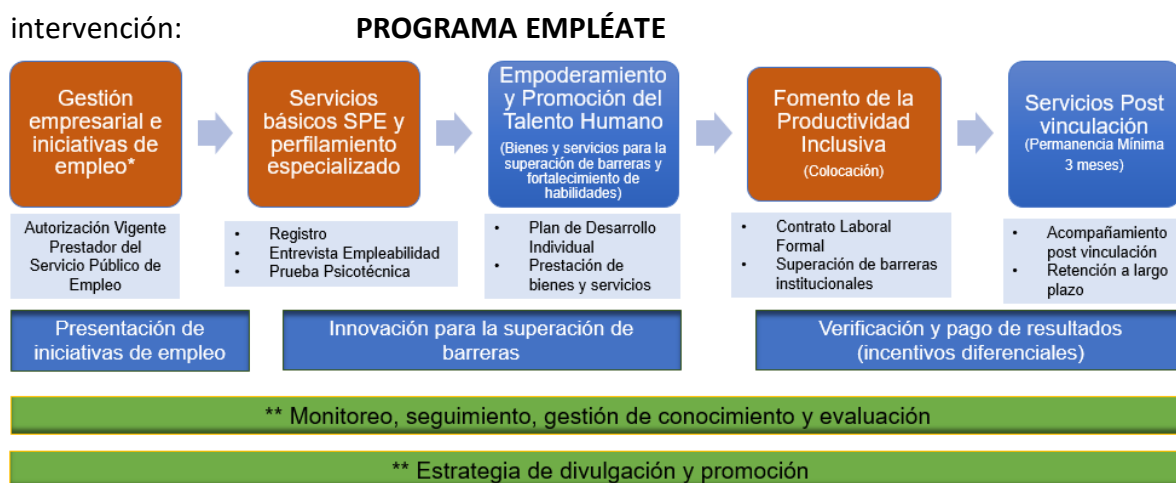 intervención:
PROGRAMA EMPLÉATE
Gestión
empresarial e
iniciativas de
empleo*
Servicios
básicos SPE y
perfilamiento
especializado
Empoderamiento
y Promoción del
Talento Humano
(Bienes y servicios para la
superación de barreras y
fortalecimiento de
habilidades)
Fomento de la
Productividad
Inclusiva
(Colocación)
Servicios Post
vinculación
(Permanencia Mínima
3 meses)
Autorización Vigente
Prestador del
Servicio Público de
Empleo
• Registro
• Entrevista Empleabilidad
• Prueba Psicotécnica
• Plan de Desarrollo
Individual
• Prestación de
bienes y servicios
• Contrato Laboral
Formal
• Superación de barreras
institucionales
• Acompañamiento
post vinculación
• Retención a largo
plazo
Presentación de
iniciativas de empleo
Innovación para la superación de
barreras
Verificación y pago de resultados
(incentivos diferenciales)
** Monitoreo, seguimiento, gestión de conocimiento y evaluación
** Estrategia de divulgación y promoción